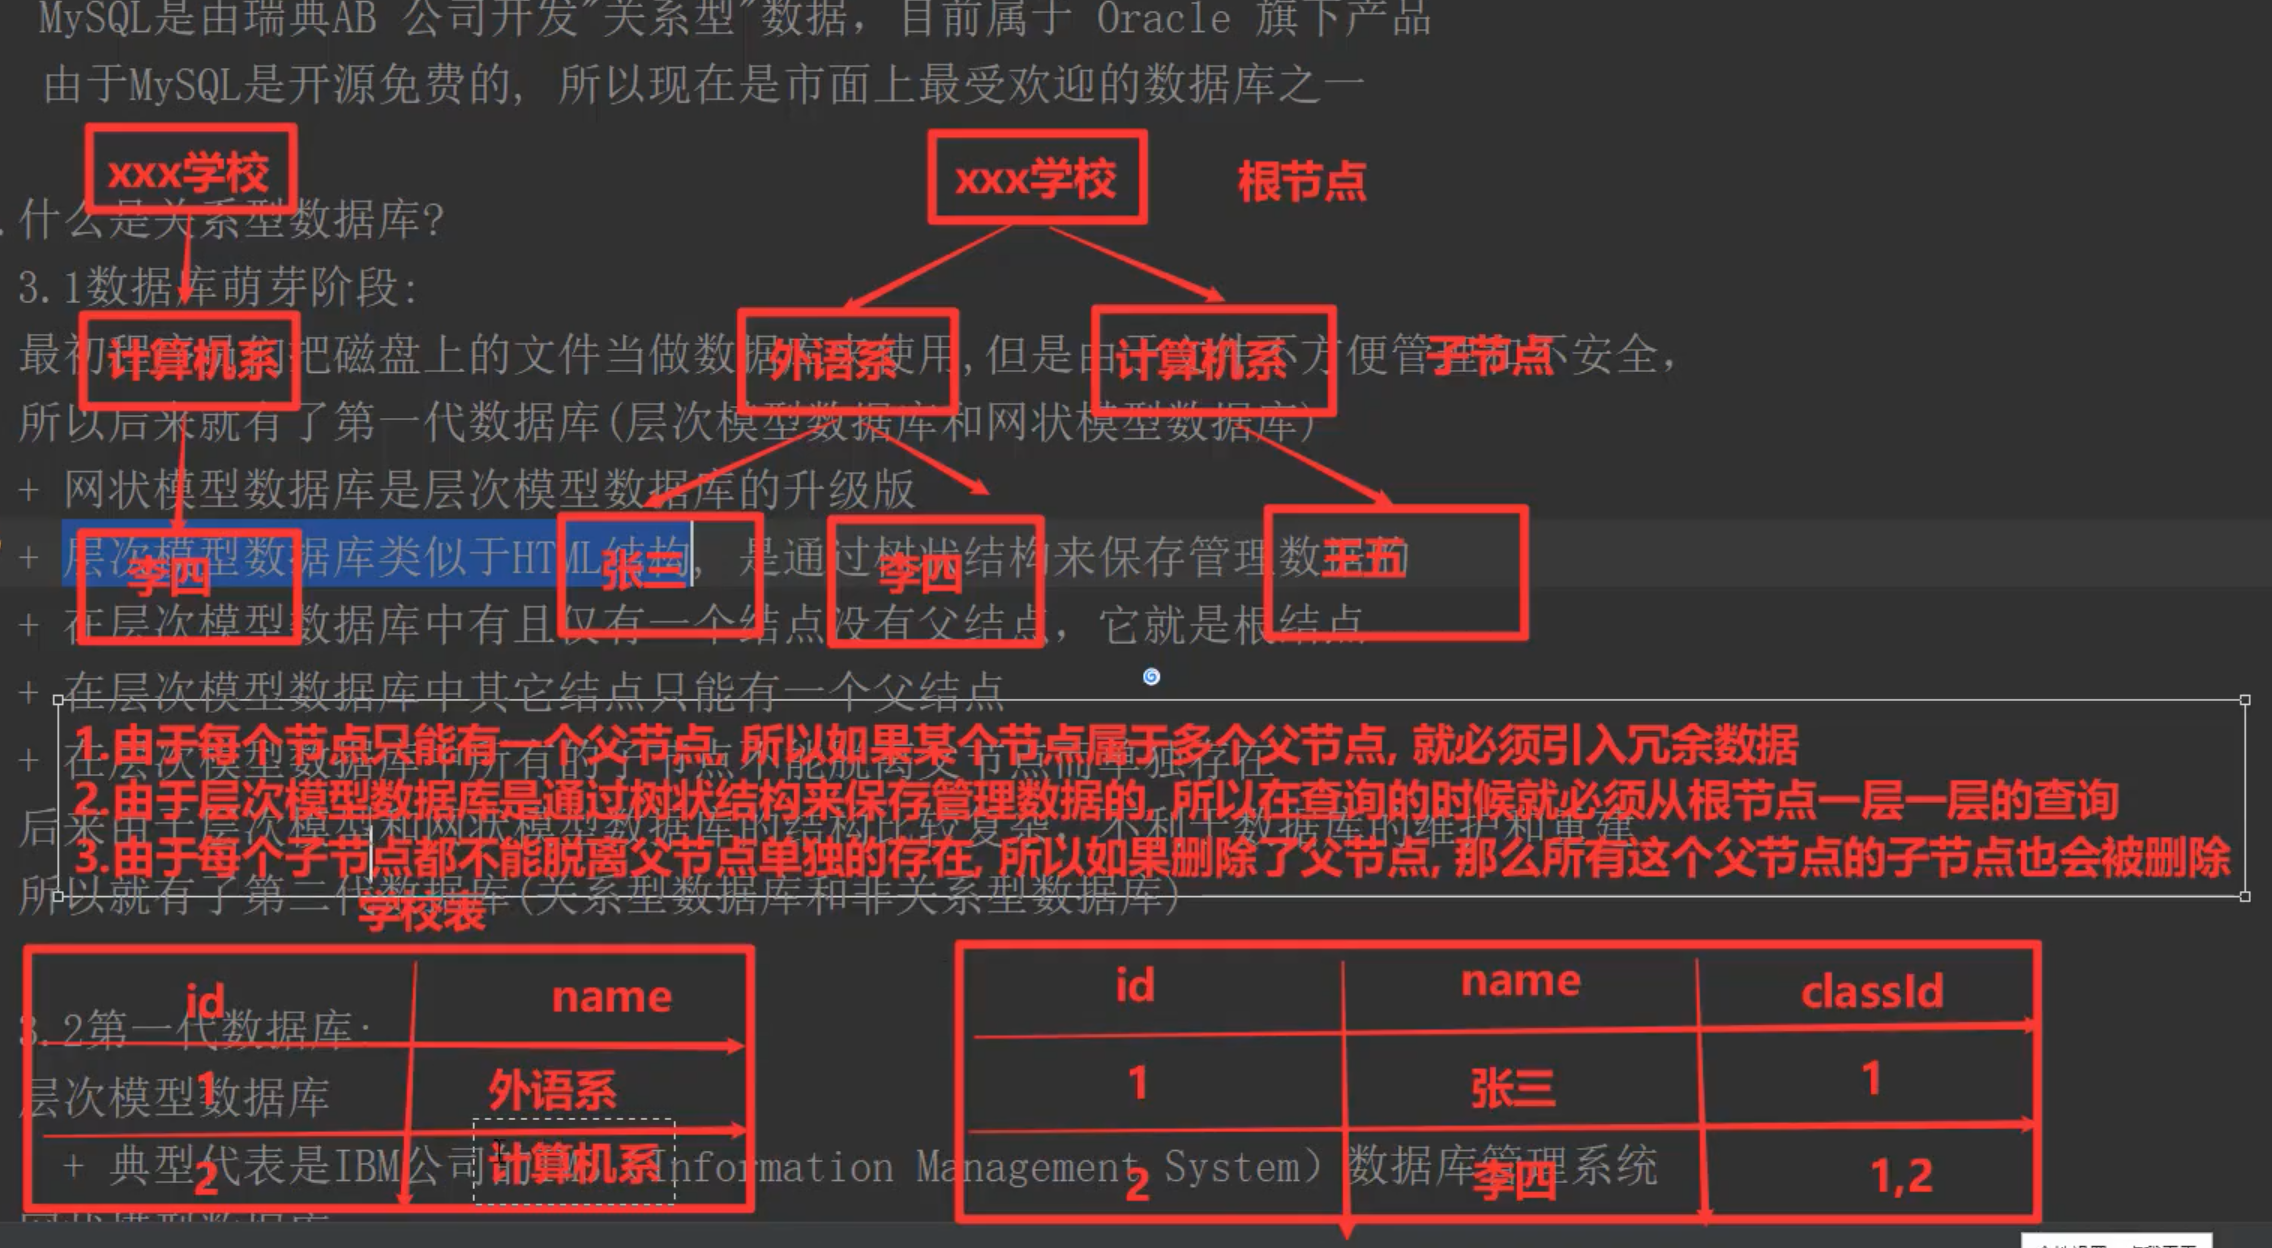 MySQL是由瑞典AB 公司开发"关系型"数据，目前属于 Oracle 旗下产品
由于MySQL是开源免费的, 所以现在是市面上最受欢迎的数据库之一
xxx学校
xxx学校
根节点
.什么是关系型数据库?
3.1数据库萌芽阶段:
计算机系
外语系
计算机系
子节点
把磁盘上的文件当做数据库来使用,但是由于文件不方便管理和不安全,
所以后来就有了第一代数据库(层次模型数据库和网状模型数据库)
+ 网状模型数据库是层次模型数据库的升级版
+ 层次模型数据库类似于HTML结构, 是通过树状结构来保存管理数据的
李四
张三
李四
王五
+ 在层次模型数据库中有且仅有一个结点没有父结点, 它就是根结点
+ 在层次模型数据库中其它结点只能有一个父结点
1.由于每个节点只能有一个父节点, 所以如果某个节点属于多个父节点, 就必须引入冗余数据
+ 在层次模型数据库中所有的子节点不能脱离父节点而单独存在
2.由于层次模型数据库是通过树状结构来保存管理数据的, 所以在查询的时候就必须从根节点一层一层的查询
后来由于层次模型和网状模型数据库的结构比较复杂, 不利于数据库的维护和重建
3.由于每个子节点都不能脱离父节点单独的存在, 所以如果删除了父节点, 那么所有这个父节点的子节点也会被删除
所以就有了第二代数据库(关系型数据库和非关系型数据库)
学校表
id name
id name classId
3.2第一代数据库:
1 外语系
1 张三 1
层次模型数据库
2 计算机系
2 李四 1,2
+ 典型代表是IBM公司的 Information Management System）数据库管理系统
网状模型数据库